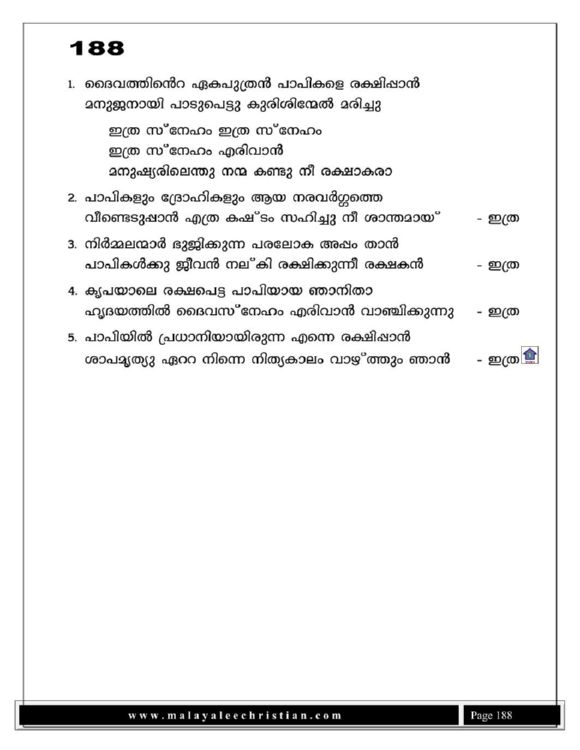 188
1. ദൈവത്തിൻെറ ഏകപുത്രൻ പാപികളെ രക്ഷിപ്പാൻ
മനുജനായി പാടുപെട്ടു കുരിശിന്മേൽ മരിച്ചു
ഇത്ര സ്നേഹം ഇത്ര സ്നേഹം
ഇത്ര സ്നേഹം എരിവാൻ
മനുഷ്യരിലെന്തു നന്മ കണ്ടു നീ രക്ഷാകരാ
2. പാപികളും ദ്രോഹികളും ആയ നരവർഗ്ഗത്തെ
വീണ്ടെടുപ്പാൻ എത്ര കഷ്ടം സഹിച്ചു നീ ശാന്തമായ് - ഇത്ര
3. നിർമ്മലന്മാർ ഭുജിക്കുന്ന പരലോക അപ്പം താൻ
പാപികൾക്കു ജീവൻ നല്കി രക്ഷിക്കുന്നീ രക്ഷകൻ - ഇത്ര
4. കൃപയാലെ രക്ഷപെട്ട പാപിയായ ഞാനിതാ
ഹൃദയത്തിൽ ദൈവസ്നേഹം എരിവാൻ വാഞ്ചിക്കുന്നു - ഇത്ര
5. പാപിയിൽ പ്രധാനിയായിരുന്ന എന്നെ രക്ഷിപ്പാൻ
ശാപമൃത്യു ഏററ നിന്നെ നിത്യകാലം വാഴ്ത്തും ഞാൻ - ഇത്ര
www.malayaleechristian.com Page 188